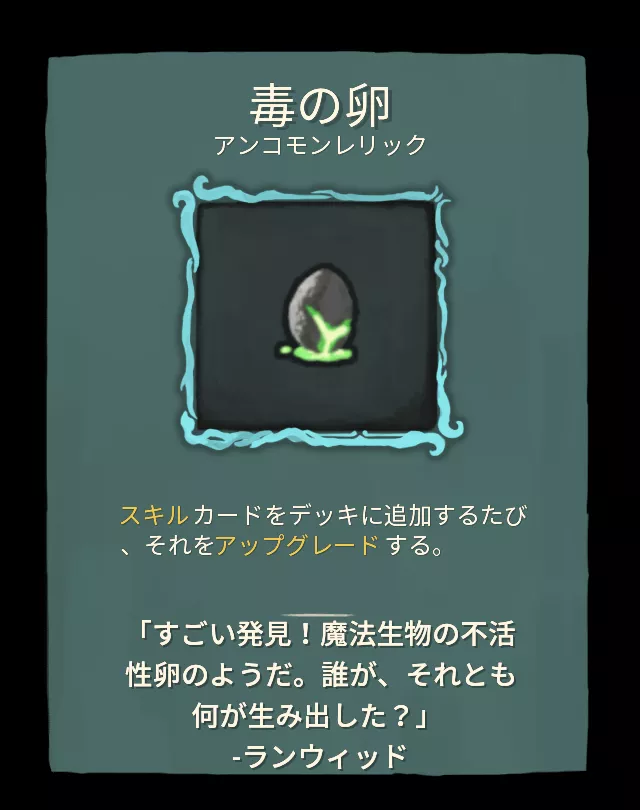 毒の卵
アンコモンレリック
スキルカードをデッキに追加するたび
、それをアップグレードする。
「すごい発見！魔法生物の不活
性卵のようだ。誰が、それとも
何が生み出した？」
-ランウィッド